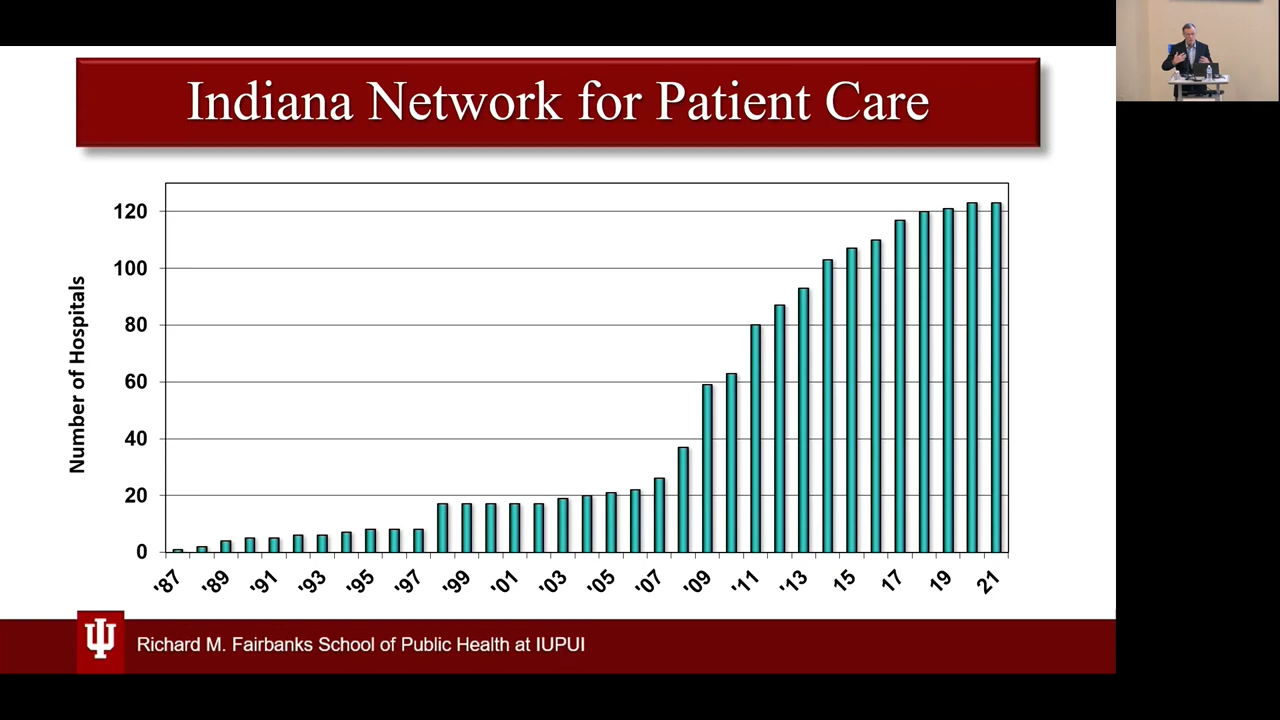 Indiana Network for Patient Care
Number of Hospitals
120
100
80
60
40
20
0
'87 '89 '91 '93 '95 '97 '99 '01 '03 '05 '07 '09 '11 '13 15 17 19 21
Richard M. Fairbanks School of Public Health at IUPUI